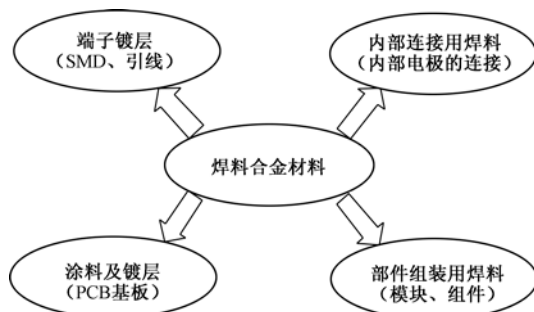 端子镀层
（SMD、引线）
内部连接用焊料
（内部电极的连接）
焊料合金材料
涂料及镀层
（PCB基板）
部件组装用焊料
（模块、组件）